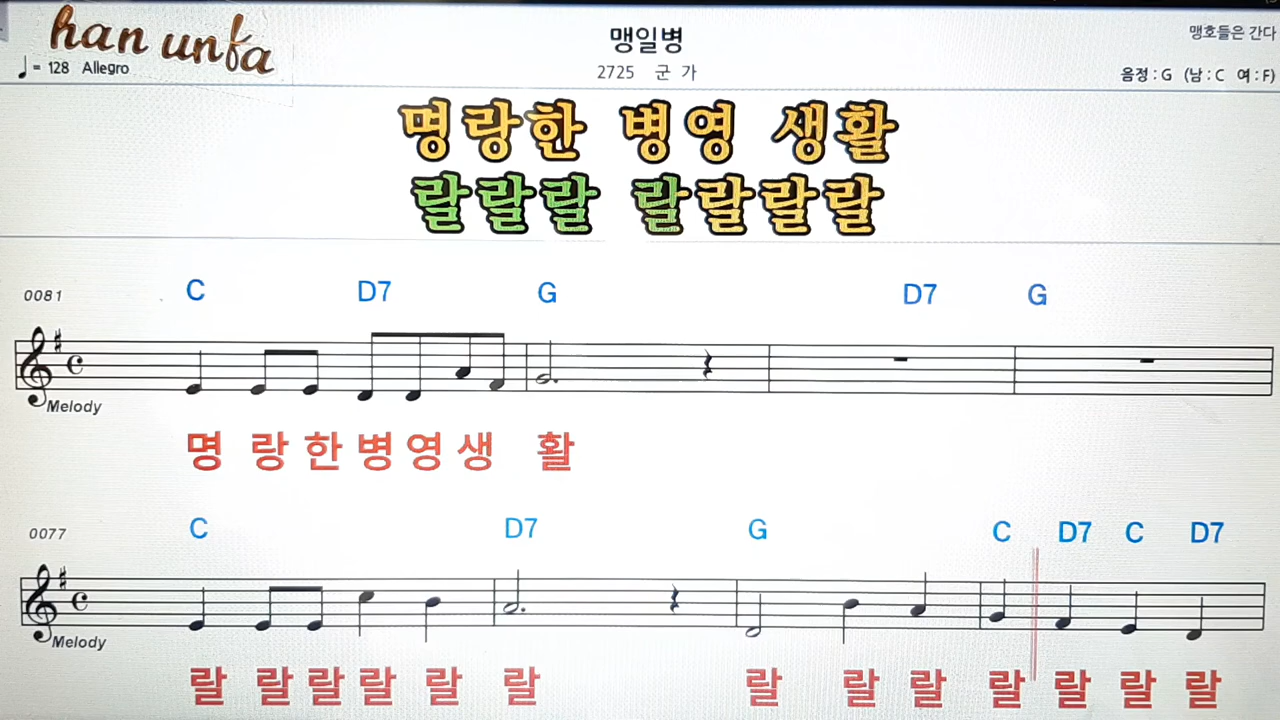 han unfa
♩= 128 Allegro
맹일병
2725 군 가
맹호들은 간다
음정 : G (남 : C 여 : F)
명랑한 병영 생활
랄랄랄 랄랄랄랄
0081
C D7 G D7 G
Melody
명 랑 한 병 영 생 활
0077
C D7 G C D7 C D7
Melody
랄 랄 랄 랄 랄 랄 랄 랄 랄 랄 랄 랄 랄